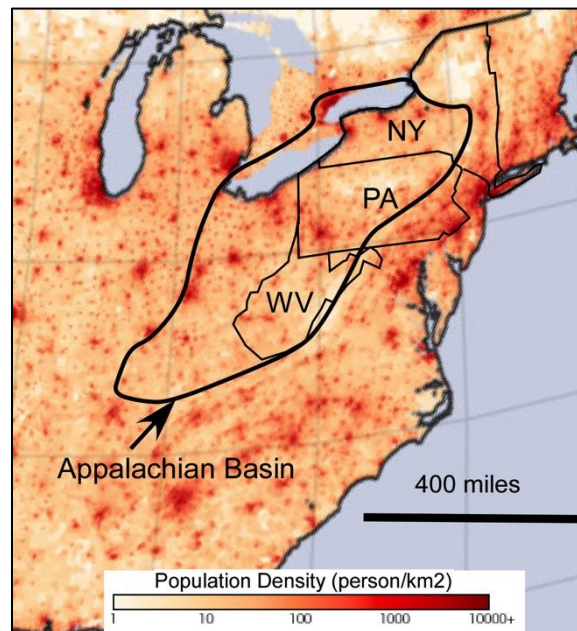 NY
PA
WV
Appalachian Basin
400 miles
Population Density (person/km2)
1 10 100 1000 10000+